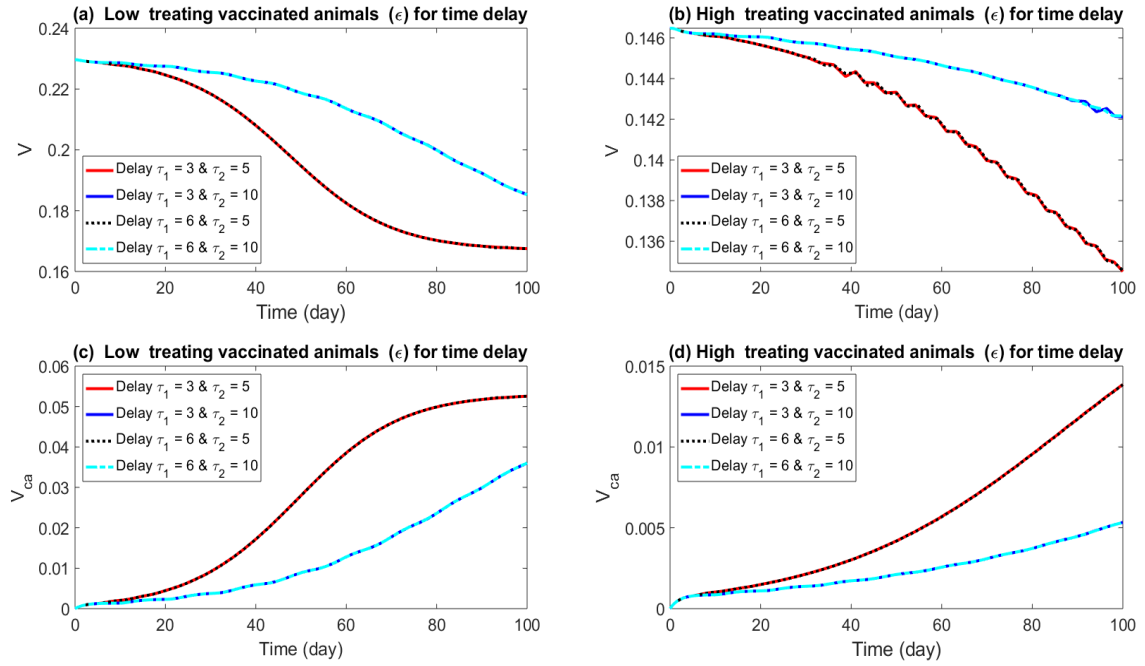 (a) Low treating vaccinated animals (ϵ) for time delay
0.24
0.22
0.2
0.18
0.16
V
Delay τ1 = 3 & τ2 = 5
Delay τ1 = 3 & τ2 = 10
Delay τ1 = 6 & τ2 = 5
Delay τ1 = 6 & τ2 = 10
0 20 40 60 80 100
Time (day)
(b) High treating vaccinated animals (ϵ) for time delay
0.146
0.144
0.142
0.14
0.138
0.136
V
Delay τ1 = 3 & τ2 = 5
Delay τ1 = 3 & τ2 = 10
Delay τ1 = 6 & τ2 = 5
Delay τ1 = 6 & τ2 = 10
0 20 40 60 80 100
Time (day)
(c) Low treating vaccinated animals (ϵ) for time delay
0.06
0.05
0.04
0.03
0.02
0.01
0
Vca
Delay τ1 = 3 & τ2 = 5
Delay τ1 = 3 & τ2 = 10
Delay τ1 = 6 & τ2 = 5
Delay τ1 = 6 & τ2 = 10
0 20 40 60 80 100
Time (day)
(d) High treating vaccinated animals (ϵ) for time delay
0.015
0.01
0.005
0
Vca
Delay τ1 = 3 & τ2 = 5
Delay τ1 = 3 & τ2 = 10
Delay τ1 = 6 & τ2 = 5
Delay τ1 = 6 & τ2 = 10
0 20 40 60 80 100
Time (day)